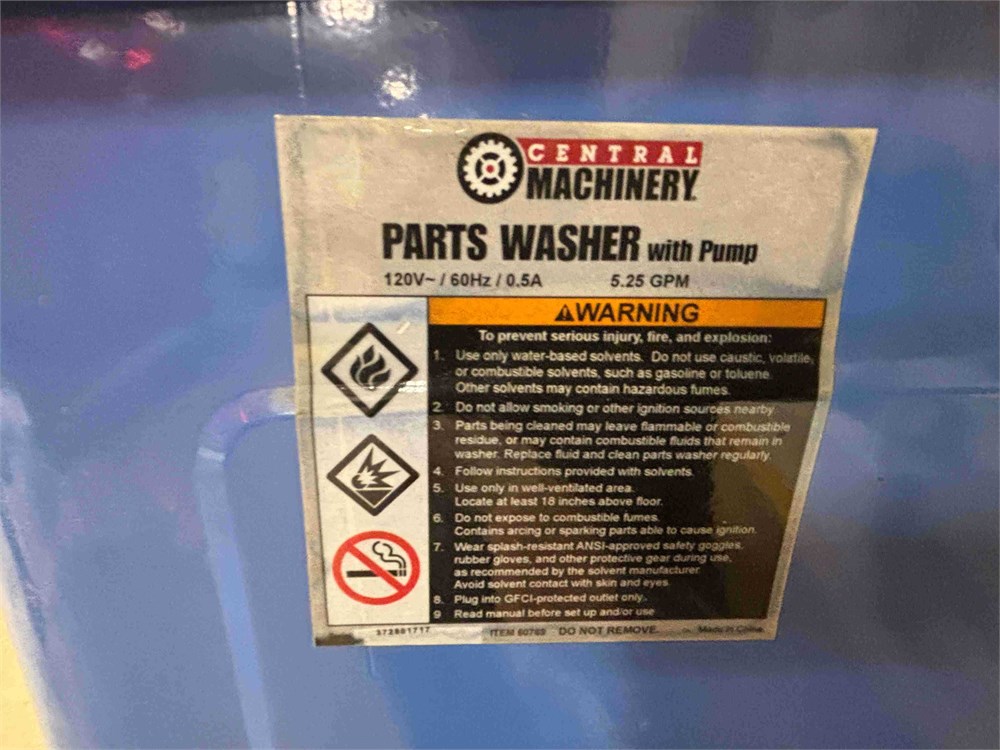 CENTRAL
MACHINERY
PARTS WASHER with Pump
120V~ / 60Hz / 0.5A 5.25 GPM
⚠WARNING
To prevent serious injury, fire, and explosion:
1. Use only water-based solvents. Do not use caustic, volatile,
or combustible solvents, such as gasoline or toluene.
Other solvents may contain hazardous fumes.
2. Do not allow smoking or other ignition sources nearby.
3. Parts being cleaned may leave flammable or combustible
residue, or may contain combustible fluids that remain in
washer. Replace fluid and clean parts washer regularly.
4. Follow instructions provided with solvents.
5. Use only in well-ventilated area.
Locate at least 18 inches above floor.
6. Do not expose to combustible fumes.
Contains arcing or sparking parts able to cause ignition.
7. Wear splash-resistant ANSI-approved safety goggles,
rubber gloves, and other protective gear during use,
as recommended by the solvent manufacturer.
Avoid solvent contact with skin and eyes.
8. Plug into GFCI-protected outlet only.
9 Read manual before set up and/or use.
ITEM 60769 DO NOT REMOVE. Made in China